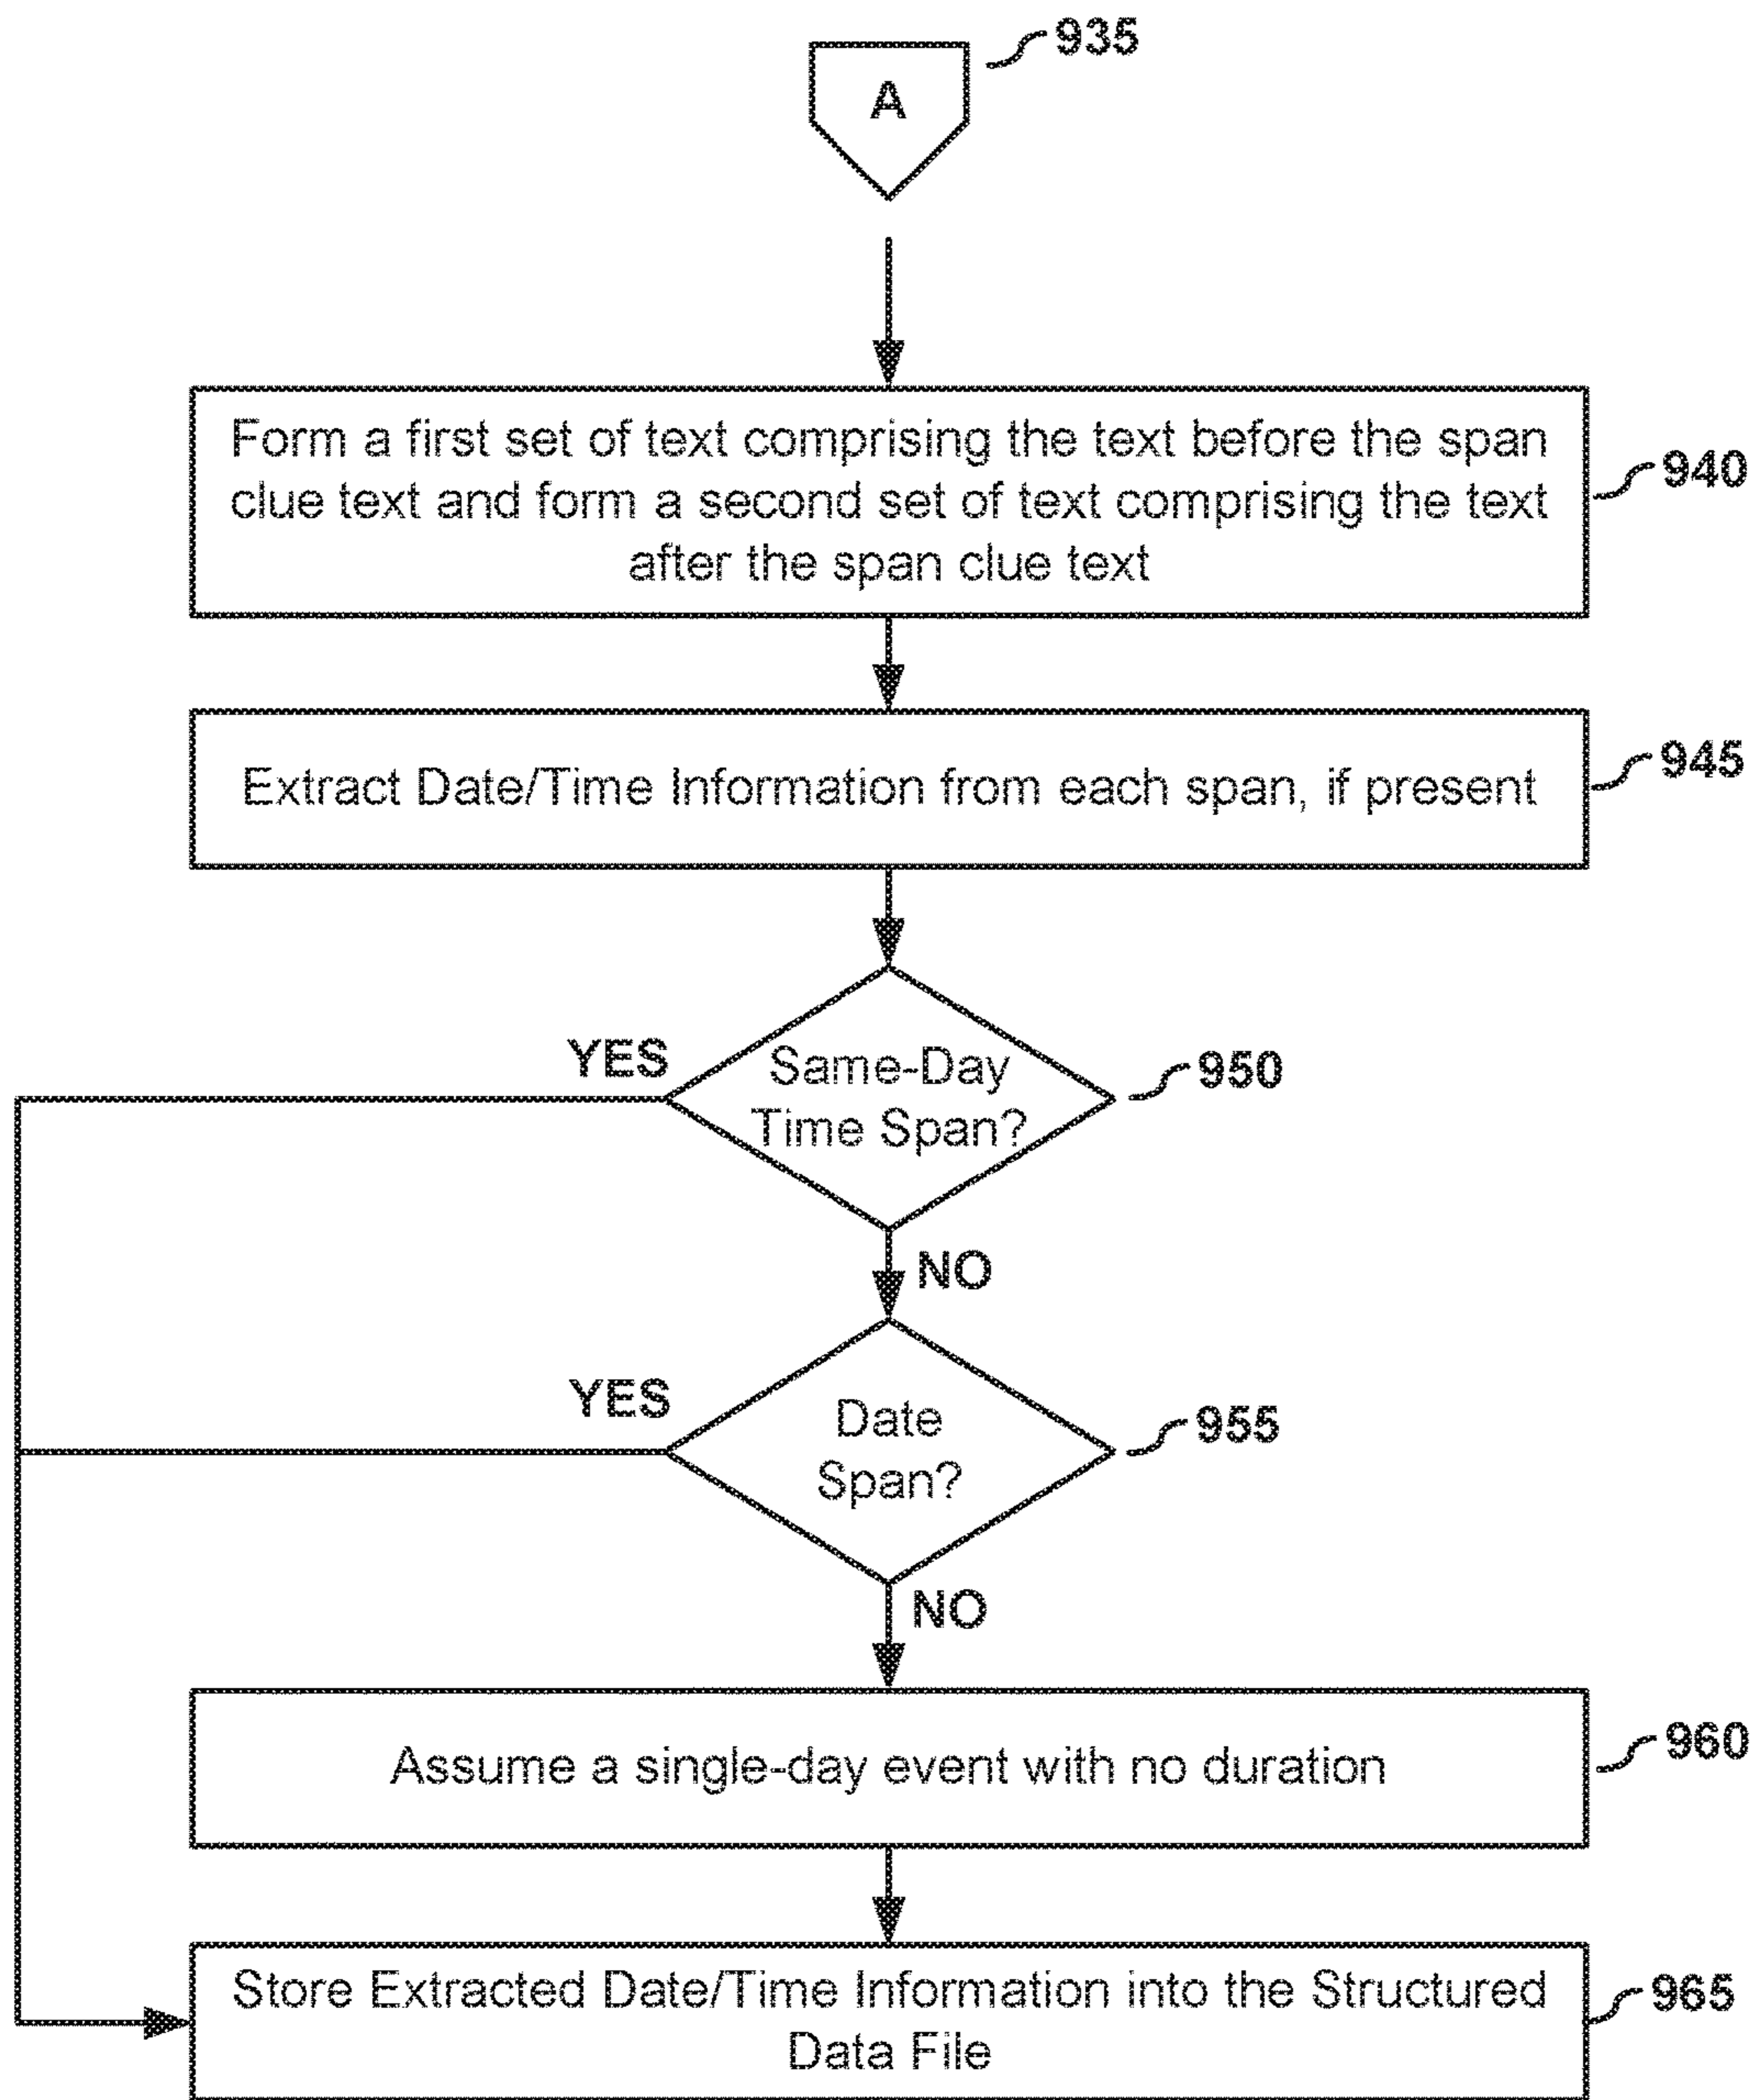 935
A
Form a first set of text comprising the text before the span
clue text and form a second set of text comprising the text
after the span clue text
940
Extract Date/Time Information from each span, if present
945
YES
Same-Day
Time Span?
950
NO
YES
Date
Span?
955
NO
Assume a single-day event with no duration
960
Store Extracted Date/Time Information into the Structured
Data File
965